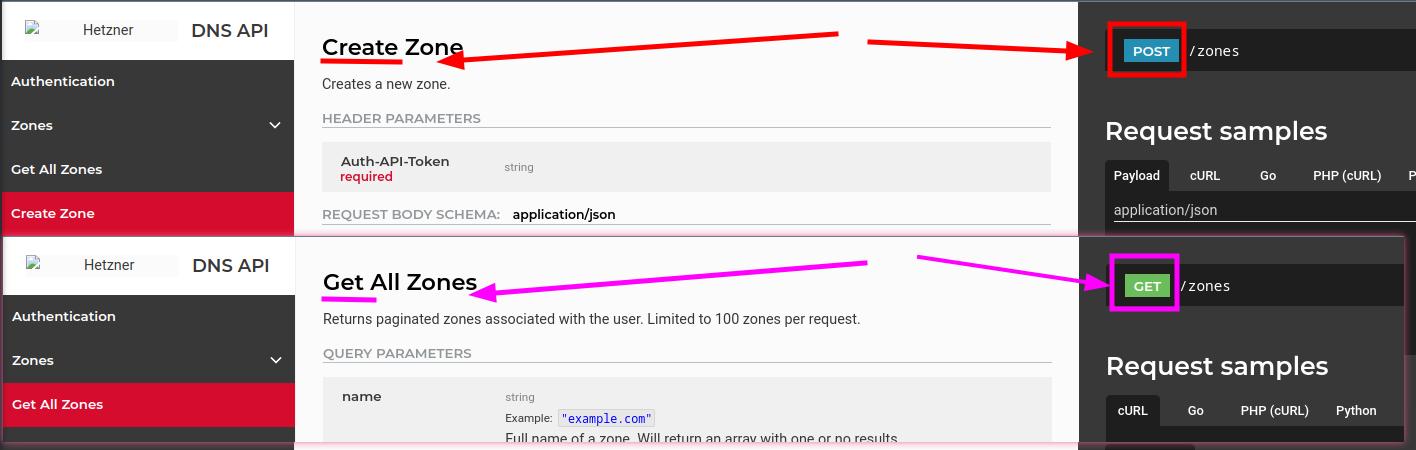 Hetzner DNS API
Authentication
Zones
Get All Zones
Create Zone
Create Zone
Creates a new zone.
HEADER PARAMETERS
Auth-API-Token
required
string
REQUEST BODY SCHEMA: application/json
POST /zones
Request samples
Payload cURL Go PHP (cURL) P
application/json
Hetzner DNS API
Authentication
Zones
Get All Zones
Get All Zones
Returns paginated zones associated with the user. Limited to 100 zones per request.
QUERY PARAMETERS
name
string
Example: "example.com"
Full name of a zone. Will return an array with one or no results
GET /zones
Request samples
cURL Go PHP (cURL) Python